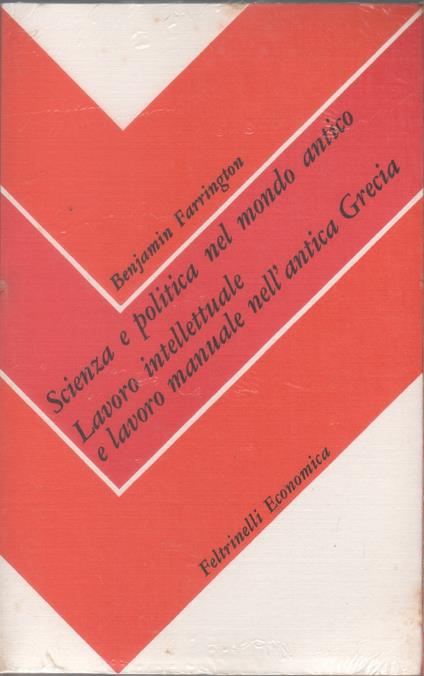 Benjamin Farrington
Scienza e politica nel mondo antico
Lavoro intellettuale
e lavoro manuale nell'antica Grecia
Feltrinelli Economica